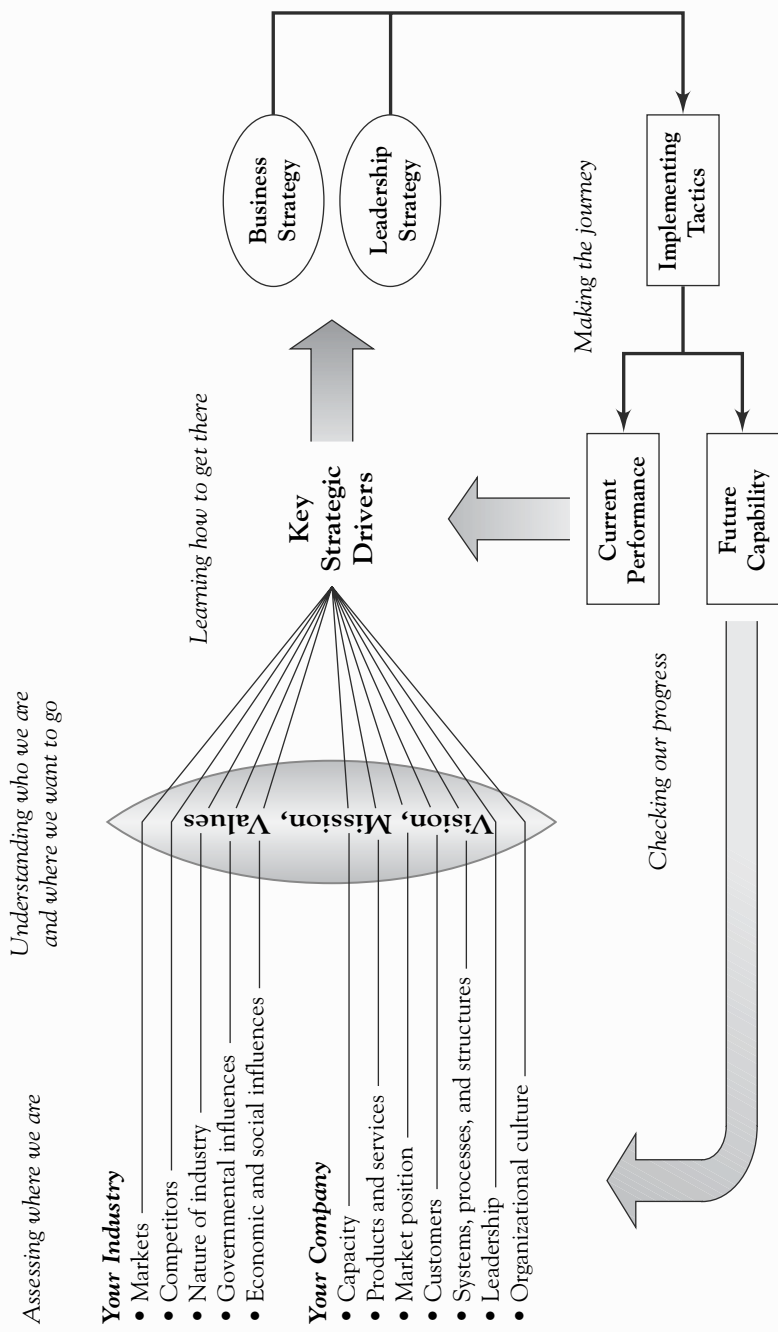 Assessing where we are
Understanding who we are
and where we want to go
Learning how to get there
Your Industry
• Markets
• Competitors
• Nature of industry
• Governmental influences
• Economic and social influences
Your Company
• Capacity
• Products and services
• Market position
• Customers
• Systems, processes, and structures
• Leadership
• Organizational culture
Vision, Mission, Values
Key
Strategic
Drivers
Business
Strategy
Leadership
Strategy
Making the journey
Implementing
Tactics
Current
Performance
Future
Capability
Checking our progress